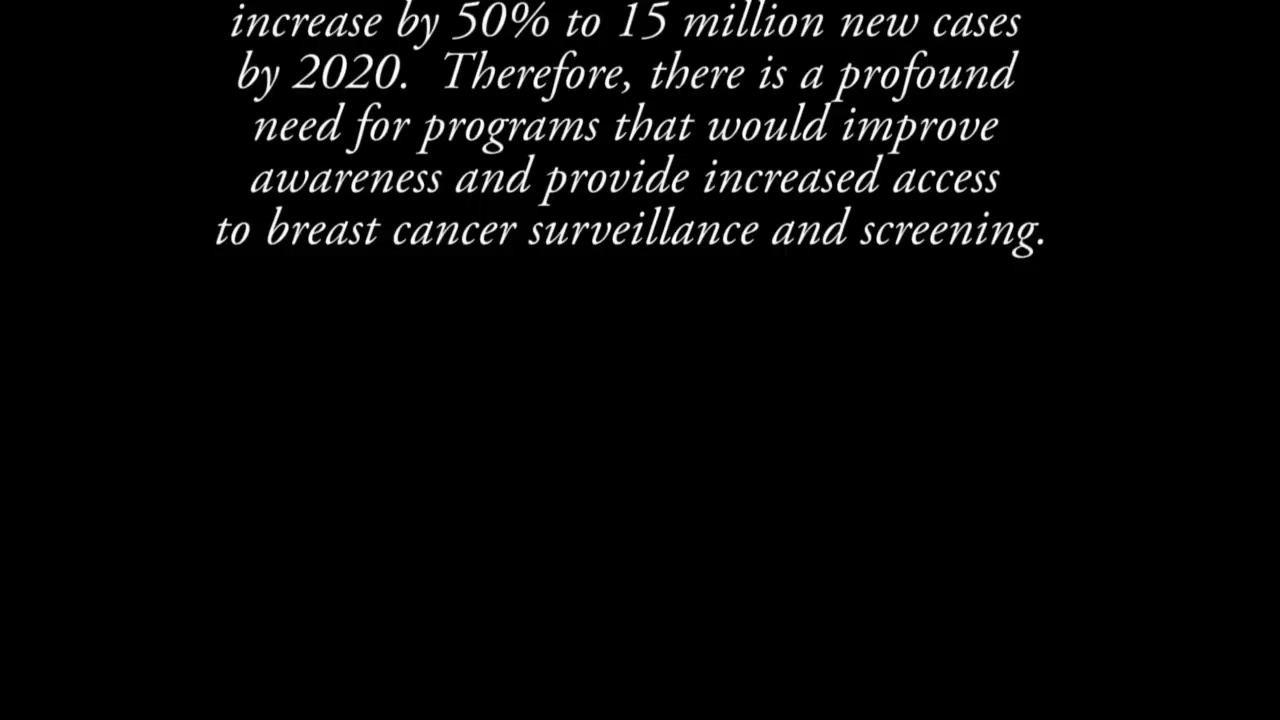 increase by 50% to 15 million new cases
by 2020.  Therefore, there is a profound
need for programs that would improve
awareness and provide increased access
to breast cancer surveillance and screening.